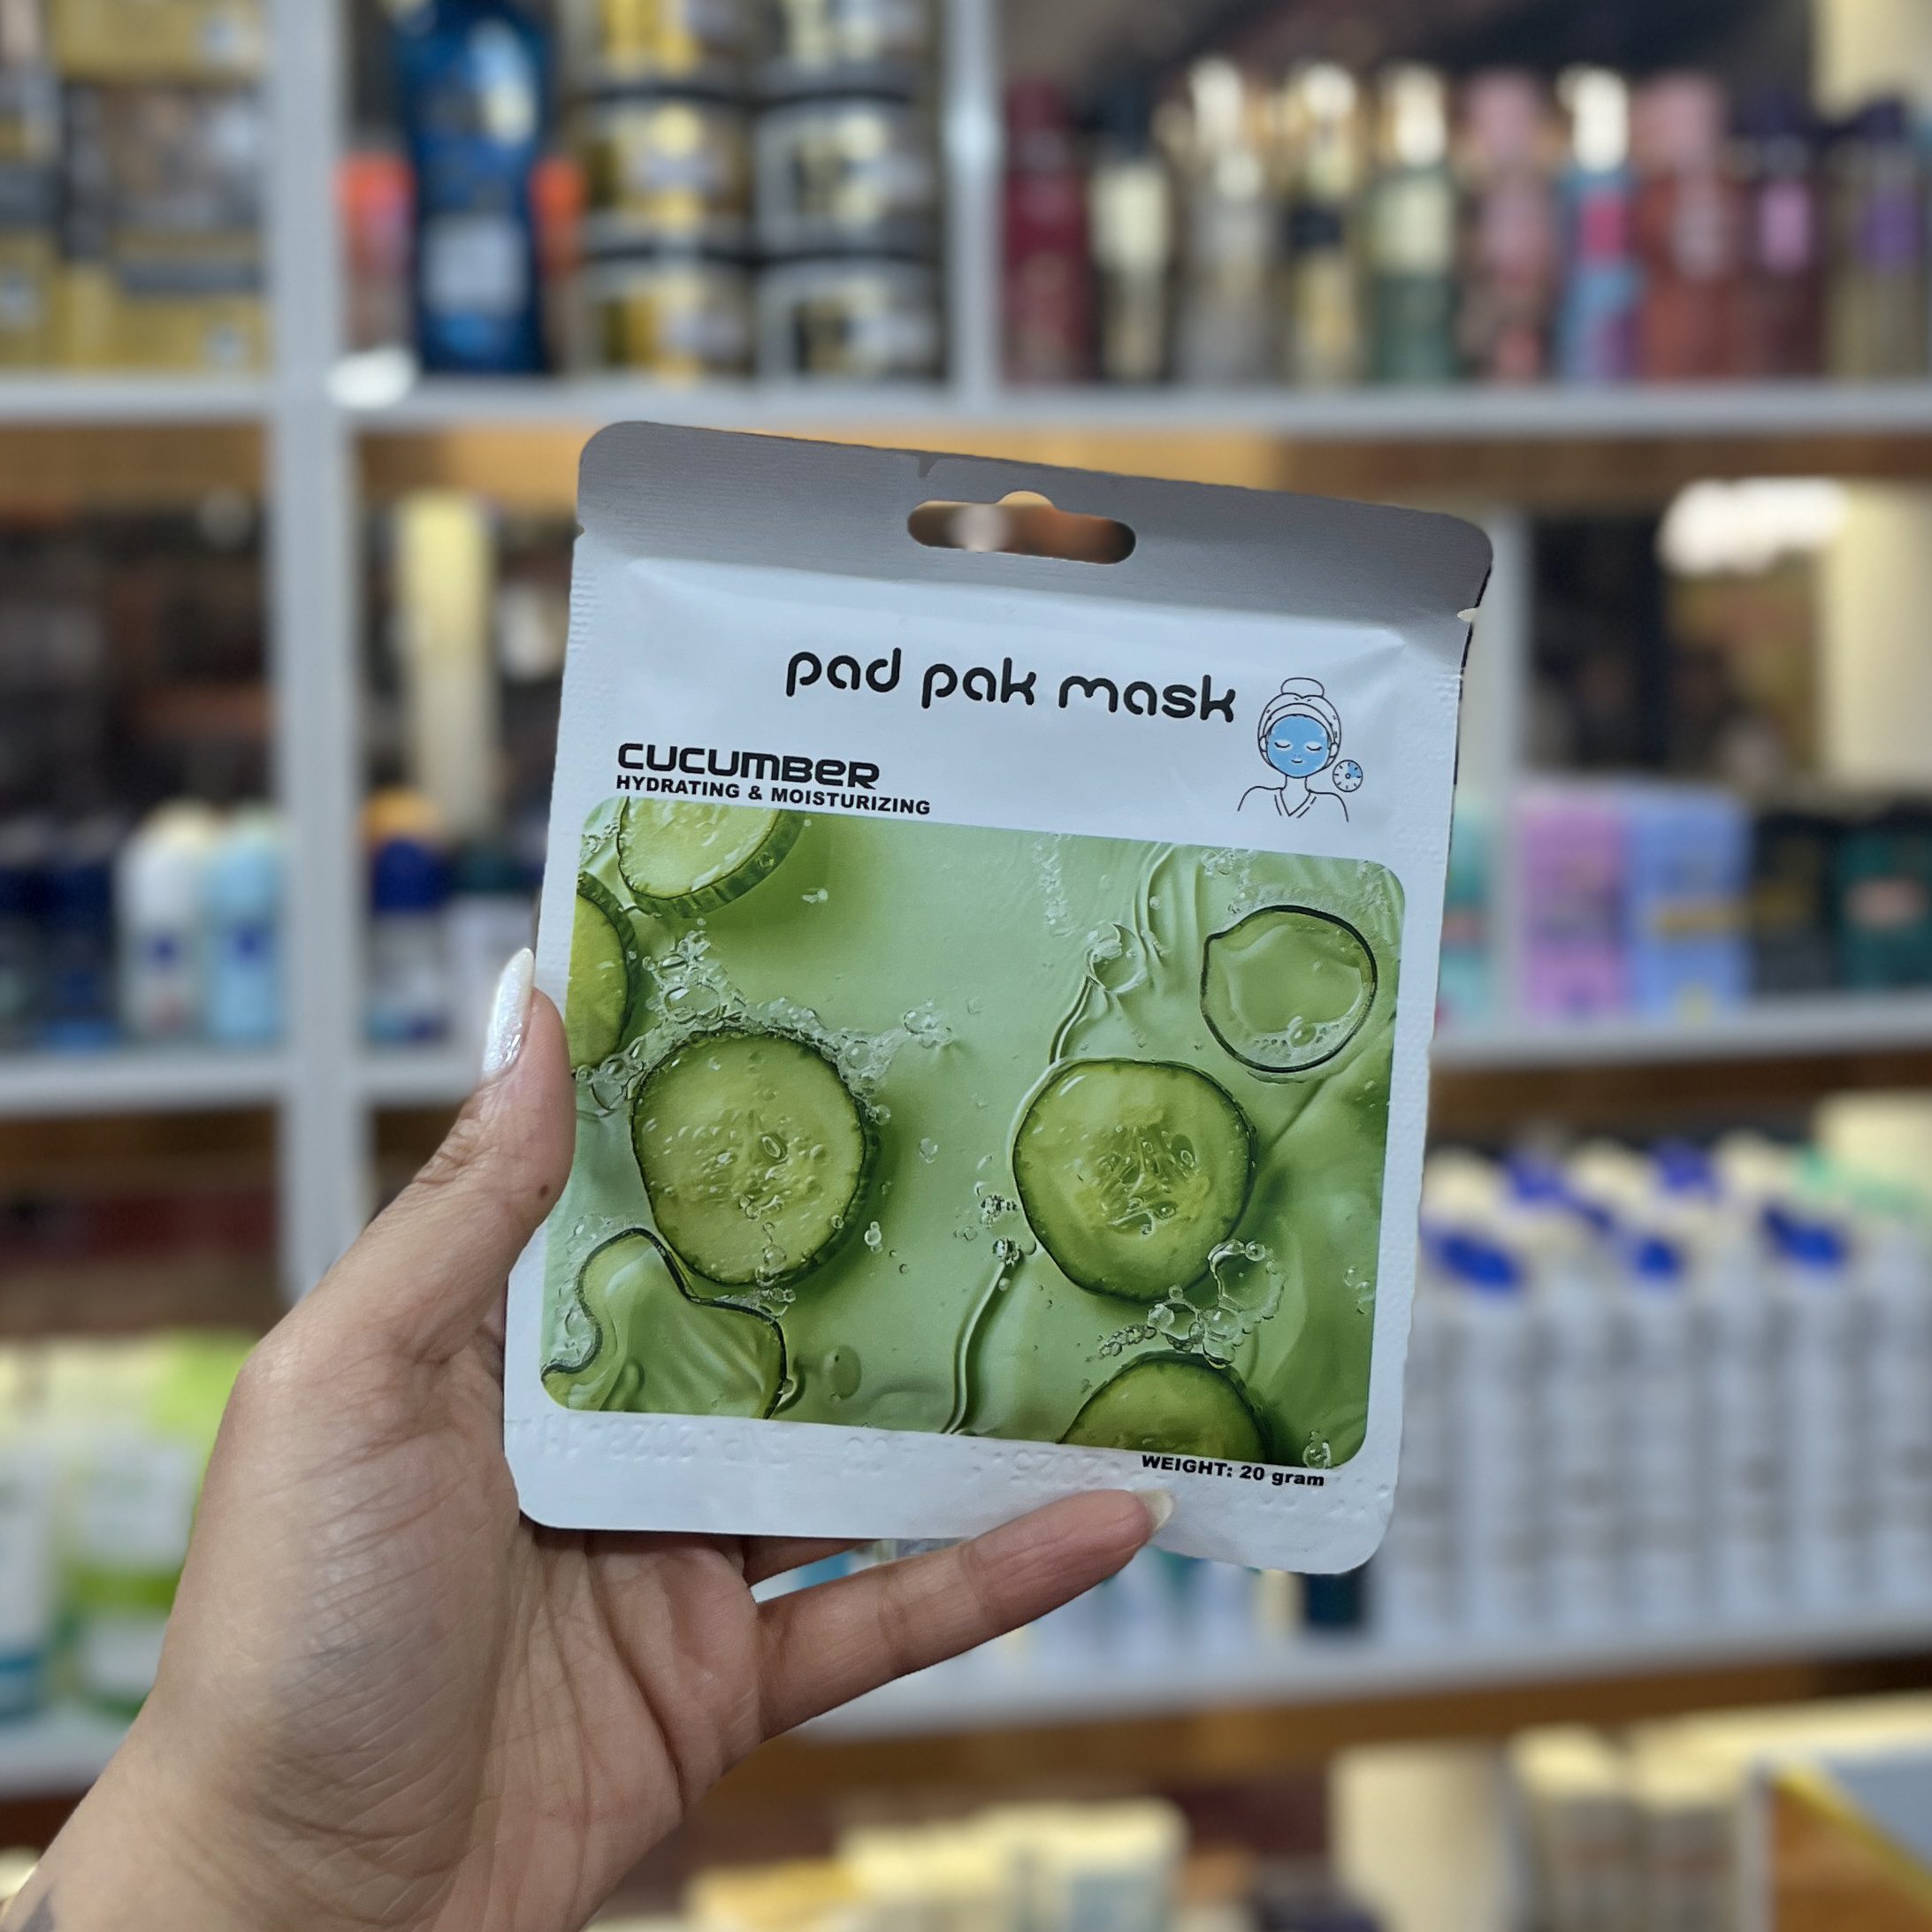 pad pak mask
CUCUMBER
HYDRATING & MOISTURIZING
WEIGHT: 20 gram